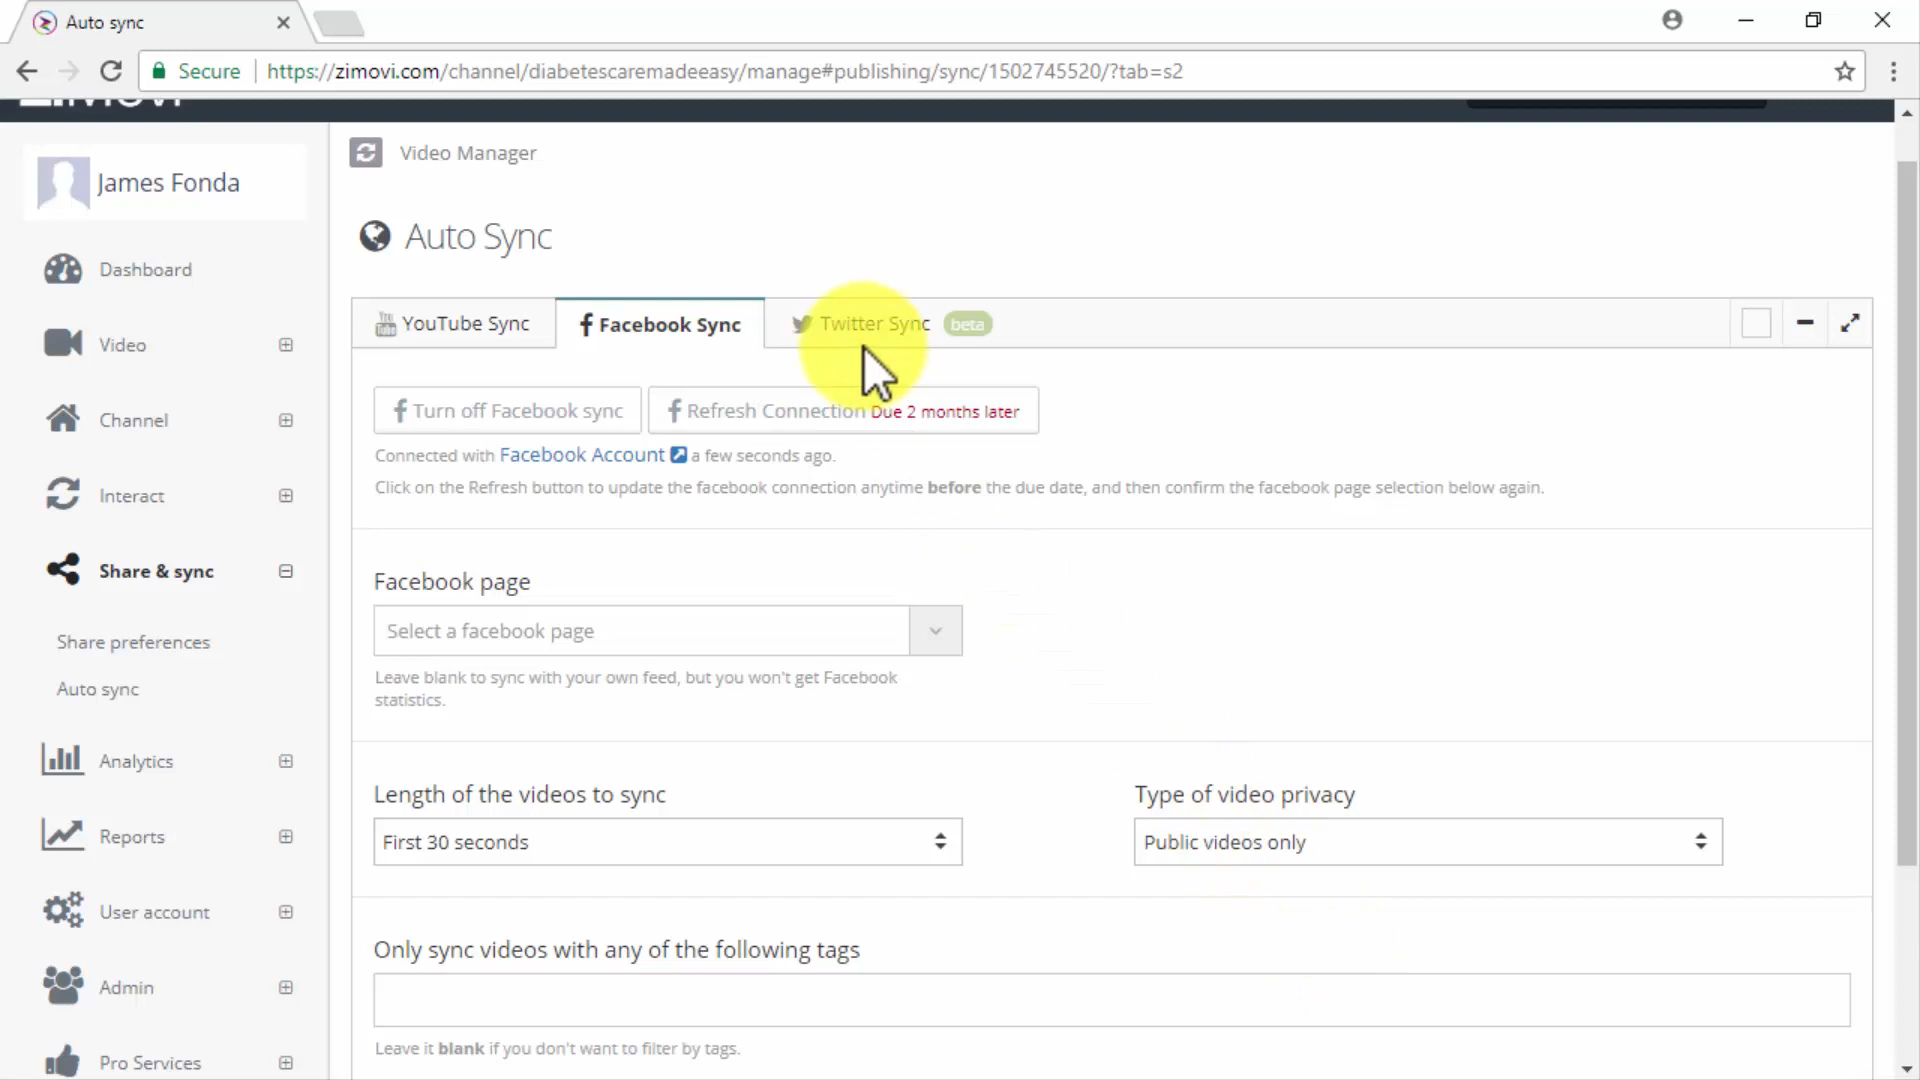 Auto sync
Secure https://zimovi.com/channel/diabetescaremadeeasy/manage#publishing/sync/1502745520/?tab=s2
James Fonda
Dashboard
Video
Channel
Interact
Share & sync
Share preferences
Auto sync
Analytics
Reports
User account
Admin
Pro Services
Video Manager
Auto Sync
You Tube YouTube Sync
Facebook Sync
Twitter Sync beta
Turn off Facebook sync
Refresh Connection Due 2 months later
Connected with Facebook Account a few seconds ago.
Click on the Refresh button to update the facebook connection anytime before the due date, and then confirm the facebook page selection below again.
Facebook page
Select a facebook page
Leave blank to sync with your own feed, but you won't get Facebook
statistics.
Length of the videos to sync
First 30 seconds
Type of video privacy
Public videos only
Only sync videos with any of the following tags
Leave it blank if you don't want to filter by tags.